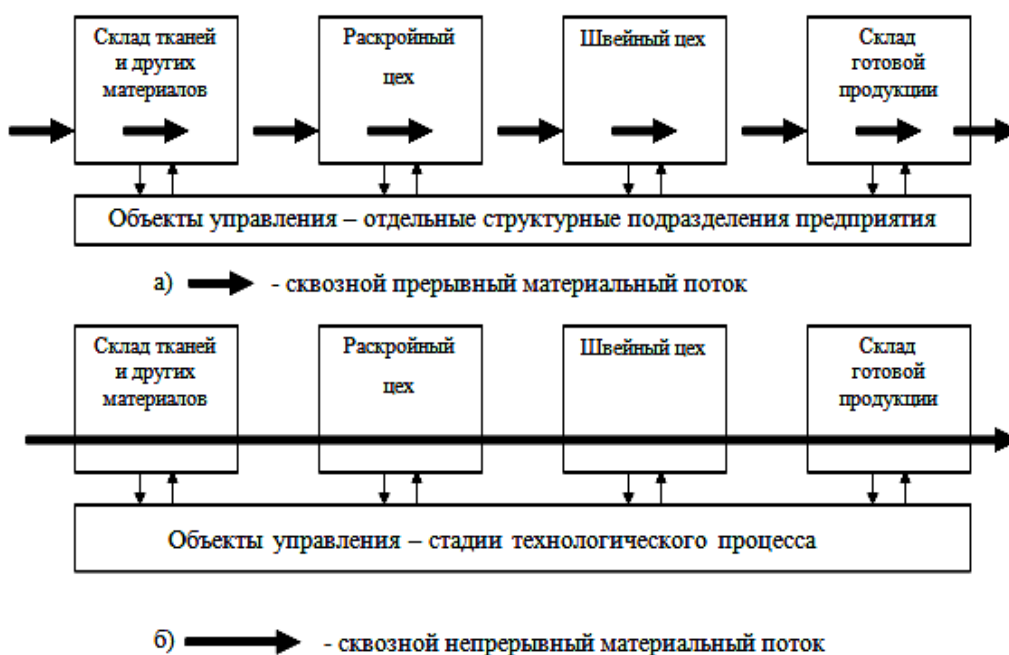 Склад тканей
и других
материалов
Раскройный
цех
Швейный цех
Склад
готовой
продукции
Объекты управления – отдельные структурные подразделения предприятия
а) - сквозной прерывный материальный поток
Склад тканей
и других
материалов
Раскройный
цех
Швейный цех
Склад
готовой
продукции
Объекты управления – стадии технологического процесса
б) - сквозной непрерывный материальный поток